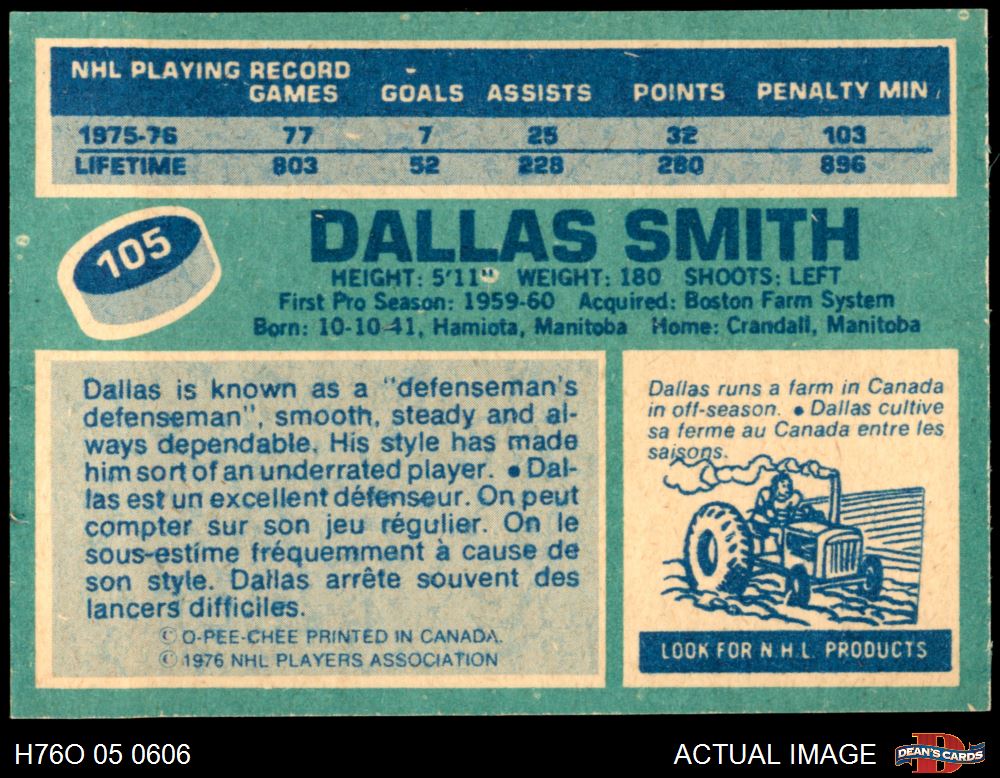 NHL PLAYING RECORD
GAMES GOALS ASSISTS POINTS PENALTY MIN.
1975-76 77 7 25 32 103
LIFETIME 803 52 228 280 896
105
DALLAS SMITH
HEIGHT: 5'11" WEIGHT: 180 SHOOTS: LEFT
First Pro Season: 1959-60 Acquired: Boston Farm System
Born: 10-10-41, Hamiota, Manitoba Home: Crandall, Manitoba
Dallas is known as a "defenseman's
defenseman", smooth, steady and al-
ways dependable. His style has made
him sort of an underrated player. ● Dal-
las est un excellent défenseur. On peut
compter sur son jeu régulier. On le
sous-estime fréquemment à cause de
son style. Dallas arrête souvent des
lancers difficiles.
© O-PEE-CHEE PRINTED IN CANADA.
© 1976 NHL PLAYERS ASSOCIATION
Dallas runs a farm in Canada
in off-season. ● Dallas cultive
sa ferme au Canada entre les
saisons.
LOOK FOR N.H.L. PRODUCTS
H76O 05 0606
ACTUAL IMAGE
D
DEAN'S CARDS